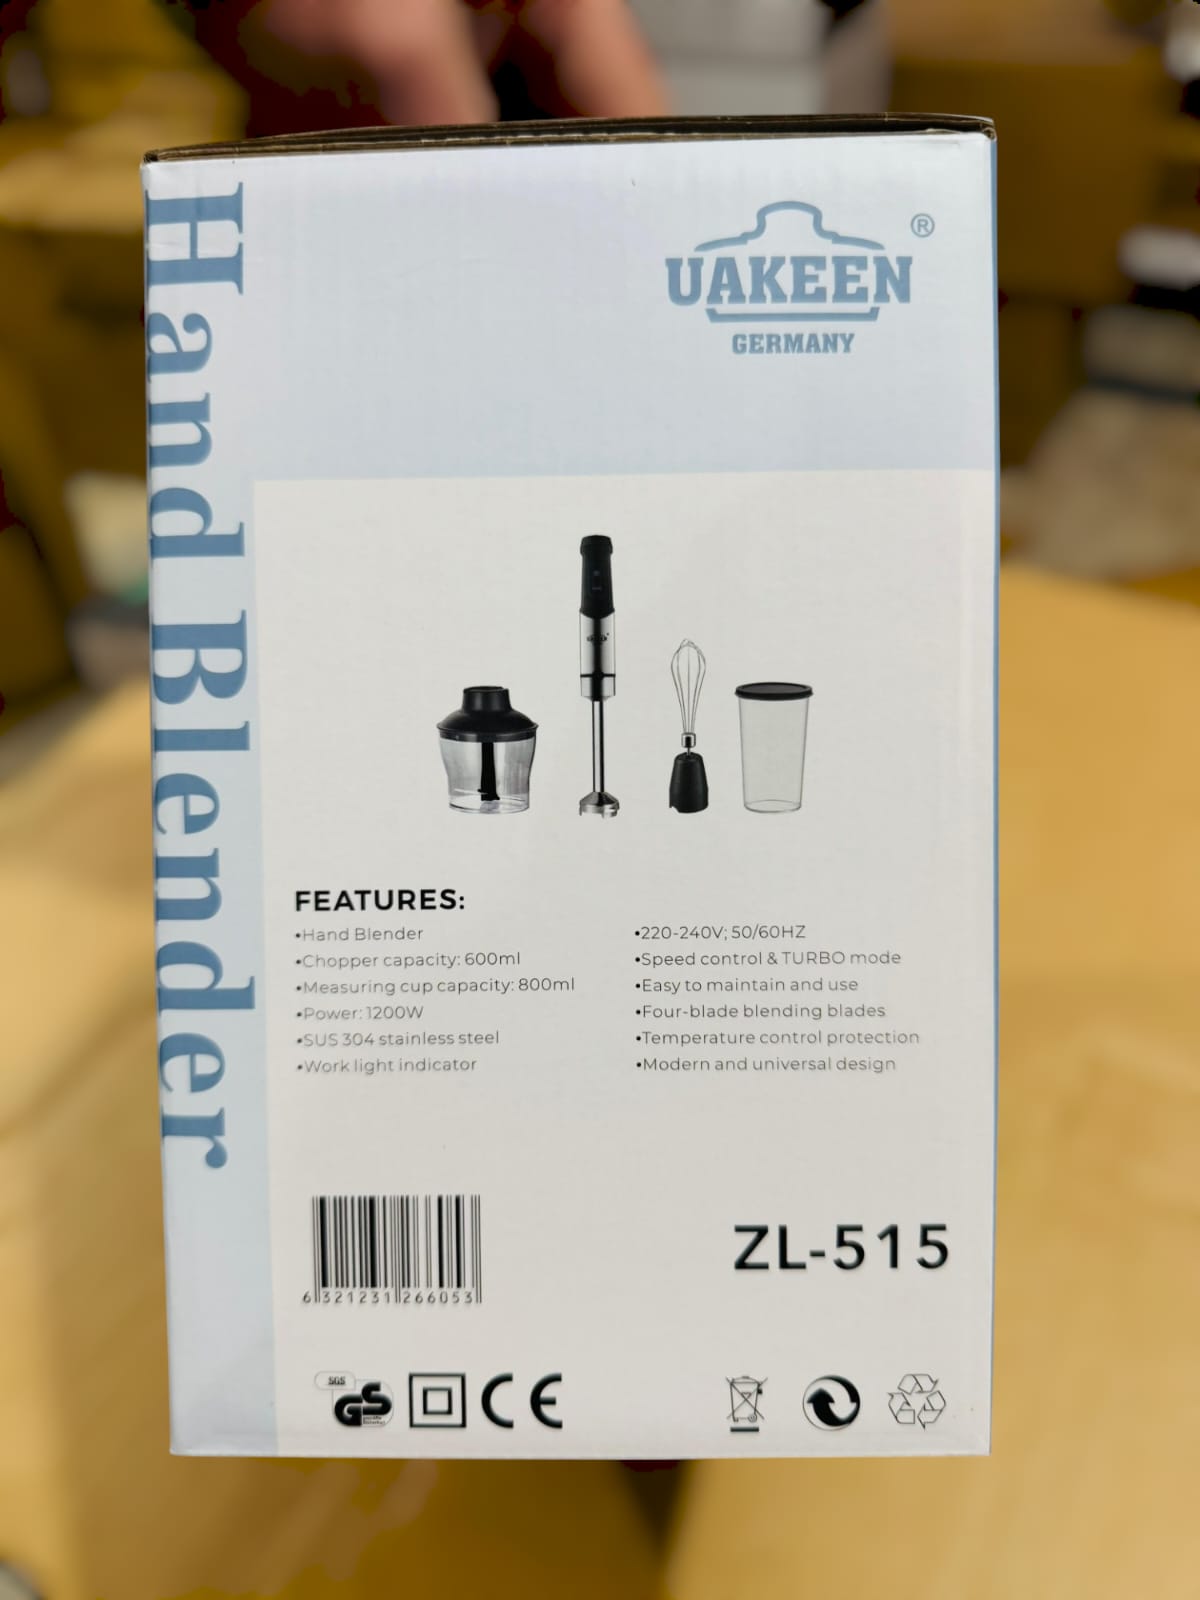 Hand Blender
UAKEEN®
GERMANY
FEATURES:
•Hand Blender
•Chopper capacity: 600ml
•Measuring cup capacity: 800ml
•Power: 1200W
•SUS 304 stainless steel
•Work light indicator
•220-240V; 50/60HZ
•Speed control & TURBO mode
•Easy to maintain and use
•Four-blade blending blades
•Temperature control protection
•Modern and universal design
6 321231 266053
ZL-515
SGS
GS
CE